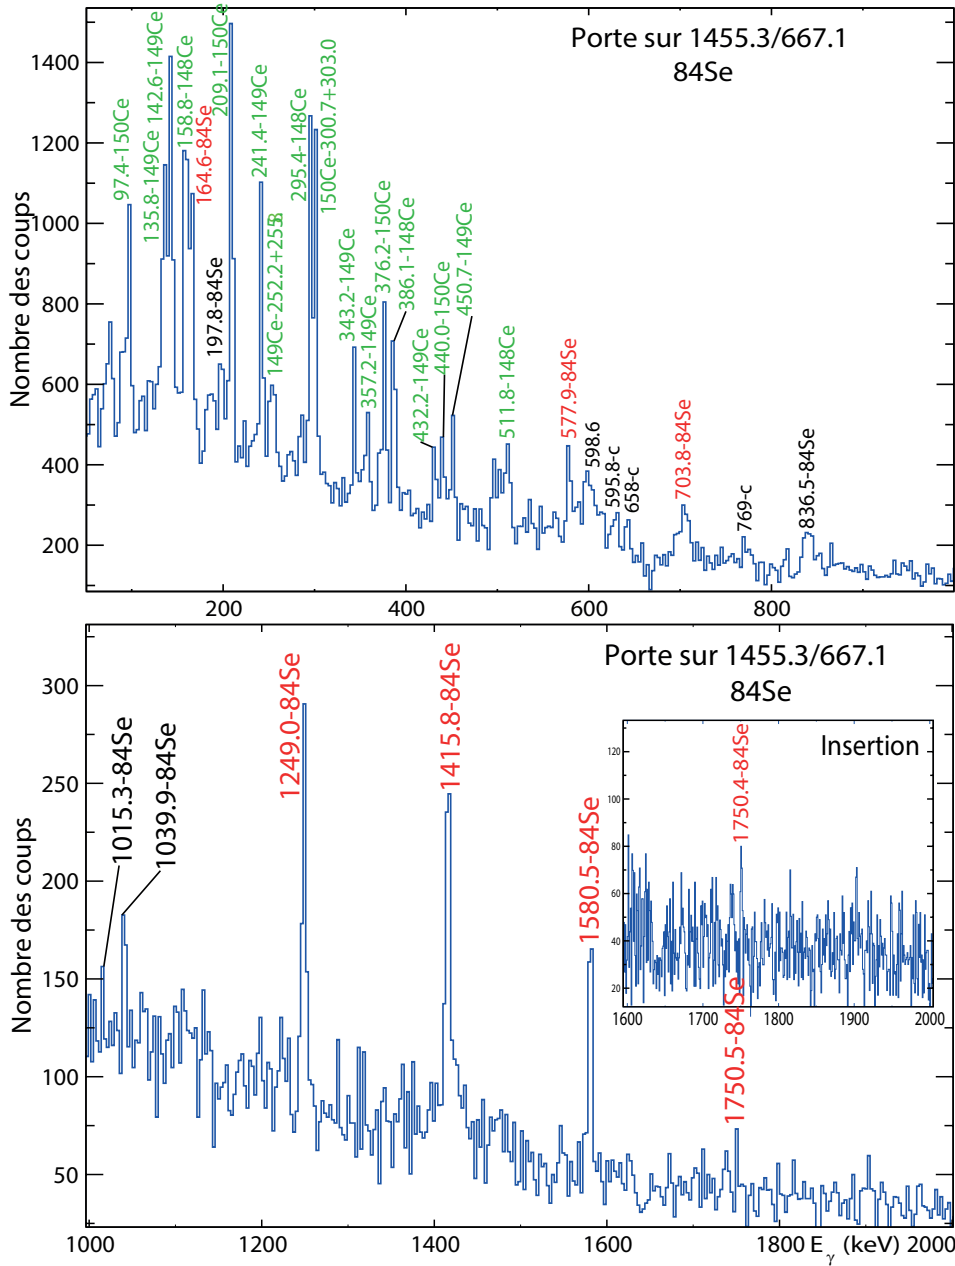 Porte sur 1455.3/667.1
84Se
Nombre des coups
1400
1200
1000
800
600
400
200
97.4-150Ce
135.8-149Ce
142.6-149Ce
158.8-148Ce
164.6-84Se
197.8-84Se
209.1-150Ce
241.4-149Ce
295.4-148Ce
150Ce-300.7+303.0
343.2-149Ce
357.2-149Ce
376.2-150Ce
386.1-148Ce
432.2-149Ce
440.0-150Ce
450.7-149Ce
511.8-148Ce
577.9-84Se
598.6
595.8-c
658-c
703.8-84Se
769-c
836.5-84Se
200
400
600
800
Porte sur 1455.3/667.1
84Se
Nombre des coups
300
250
200
150
100
50
1015.3-84Se
1039.9-84Se
1249.0-84Se
1415.8-84Se
1580.5-84Se
1750.5-84Se
Insertion
1750.4-84Se
120
100
80
60
40
20
1600
1700
1800
1900
2000
1000
1200
1400
1600
1800
E_γ (keV)
2000